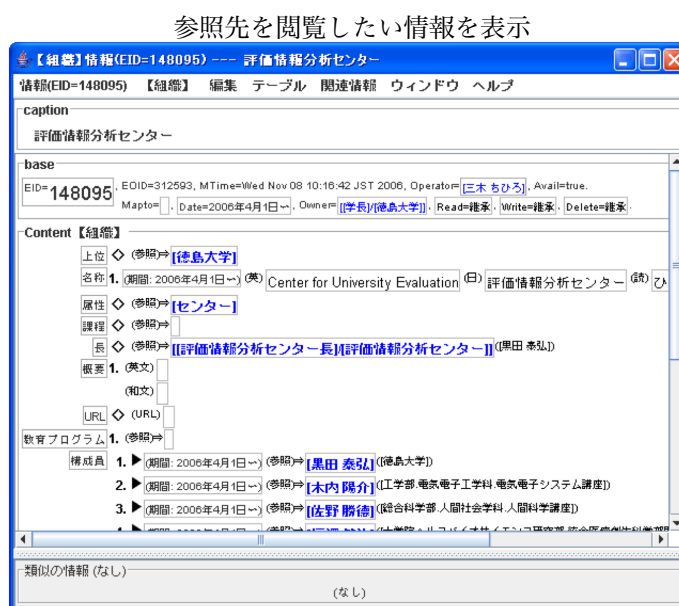 参照先を閲覧したい情報を表示
【組織】情報(EID=148095) --- 評価情報分析センター
情報(EID=148095) 【組織】 編集 テーブル 関連情報 ウィンドウ ヘルプ
caption
評価情報分析センター
base
EID=148095, EOID=312593, MTime=Wed Nov 08 10:16:42 JST 2006, Operator=[三木 ちひろ], Avail=true.
Mapto=, Date=2006年4月1日〜, Owner=[[学長]/[徳島大学]], Read=継承, Write=継承, Delete=継承.
Content 【組織】
上位 ◇ (参照)⇒[徳島大学]
名称 1. (期間: 2006年4月1日〜) (英) Center for University Evaluation (日) 評価情報分析センター (読) ひ
属性 ◇ (参照)⇒[センター]
課程 ◇ (参照)⇒
長 ◇ (参照)⇒[[評価情報分析センター長]/[評価情報分析センター]] ([黒田 泰弘])
概要 1. (英文)
(和文)
URL ◇ (URL)
教育プログラム 1. (参照)⇒
構成員 1. ▶ (期間: 2006年4月1日〜) (参照)⇒[黒田 泰弘] ([徳島大学])
2. ▶ (期間: 2006年4月1日〜) (参照)⇒[木内 陽介] ([工学部.電気電子工学科.電気電子システム講座])
3. ▶ (期間: 2006年4月1日〜) (参照)⇒[佐野 勝徳] ([総合科学部.人間社会学科.人間科学講座])
類似の情報 (なし)
(なし)